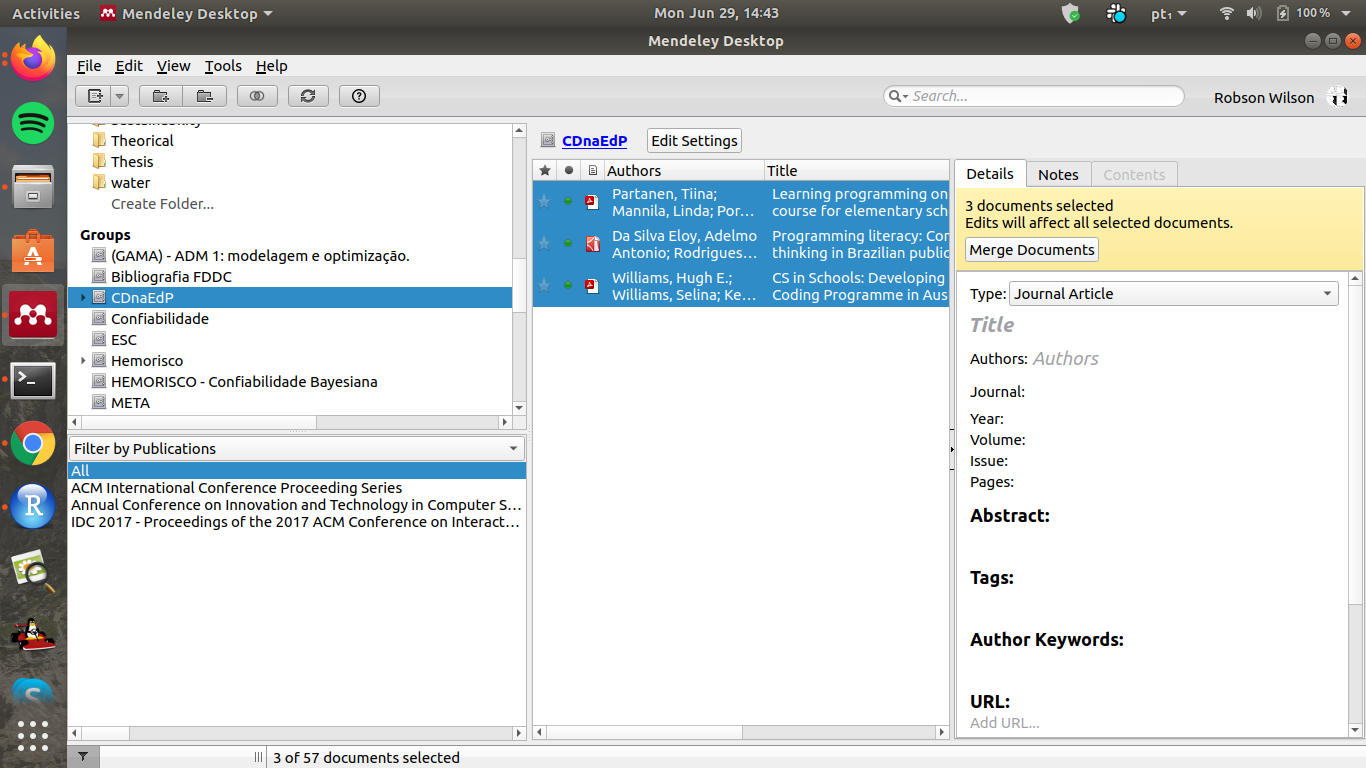 Activities
Mendeley Desktop
Mon Jun 29, 14:43
pt₁
100 %
Mendeley Desktop
File Edit View Tools Help
Search...
Robson Wilson
Theorical
Thesis
water
Create Folder...
Groups
(GAMA) - ADM 1: modelagem e optimização.
Bibliografia FDDC
CDnaEdP
Confiabilidade
ESC
Hemorisco
HEMORISCO - Confiabilidade Bayesiana
META
Filter by Publications
All
ACM International Conference Proceeding Series
Annual Conference on Innovation and Technology in Computer S...
IDC 2017 - Proceedings of the 2017 ACM Conference on Interact...
CDnaEdP
Edit Settings
Authors Title
Partanen, Tiina; Learning programming on
Mannila, Linda; Por... course for elementary sch
Da Silva Eloy, Adelmo Programming literacy: Cor
Antonio; Rodrigues... thinking in Brazilian public
Williams, Hugh E.; CS in Schools: Developing
Williams, Selina; Ke... Coding Programme in Aus
Details Notes Contents
3 documents selected
Edits will affect all selected documents.
Merge Documents
Type: Journal Article
Title
Authors: Authors
Journal:
Year:
Volume:
Issue:
Pages:
Abstract:
Tags:
Author Keywords:
URL:
Add URL...
3 of 57 documents selected